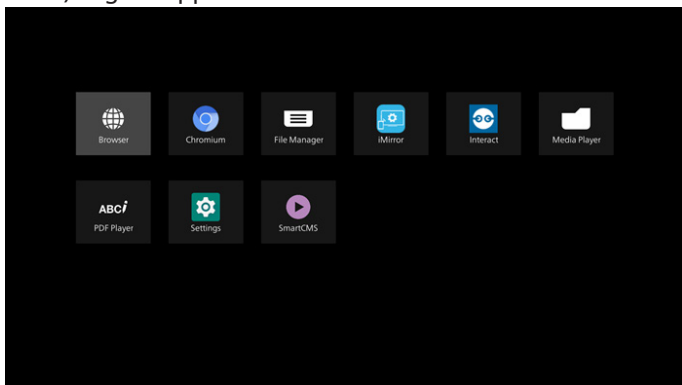 Browser
Chromium
File Manager
iMirror
Interact
Media Player
ABCi
PDF Player
Settings
SmartCMS